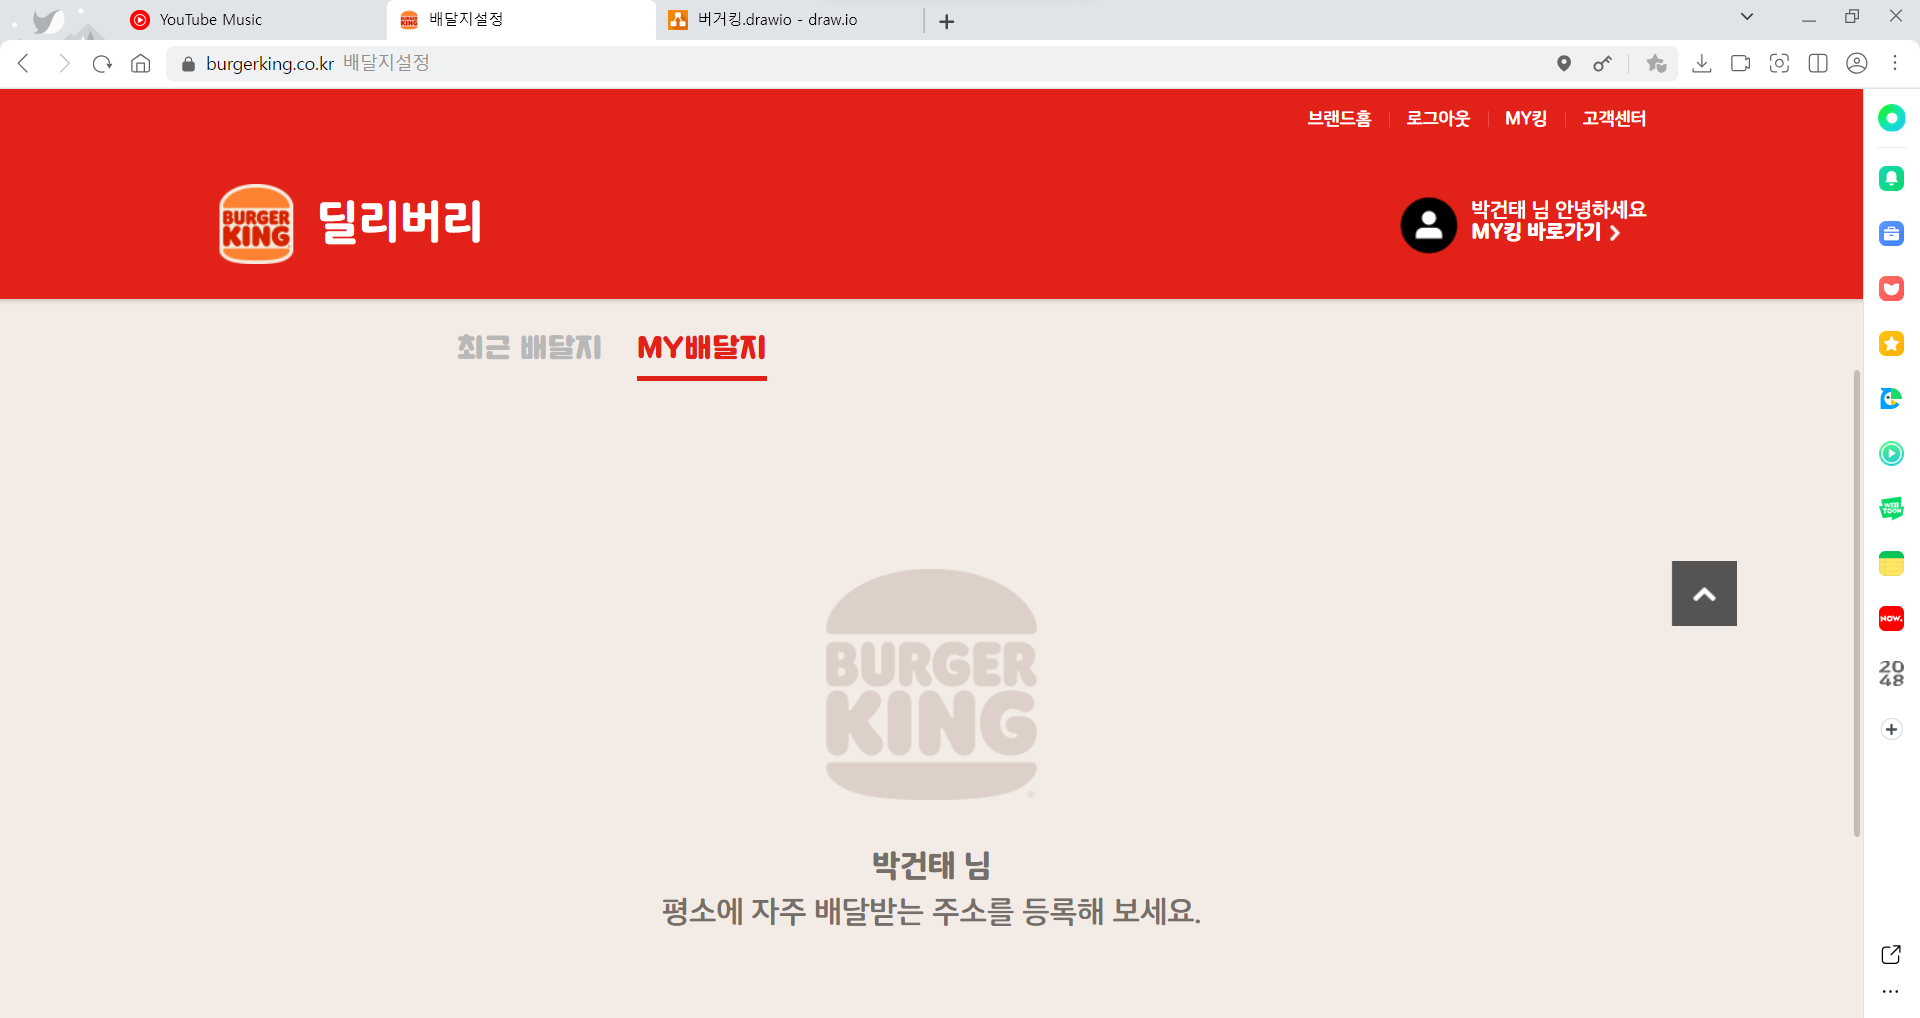 YouTube Music
배달지설정
버거킹.drawio - draw.io
burgerking.co.kr 배달지설정
브랜드홈
로그아웃
MY킹
고객센터
BURGER
KING
딜리버리
박건태 님 안녕하세요
MY킹 바로가기
최근 배달지
MY배달지
BURGER
KING
박건태 님
평소에 자주 배달받는 주소를 등록해 보세요.
WEB
TOON
NOW.
20
48